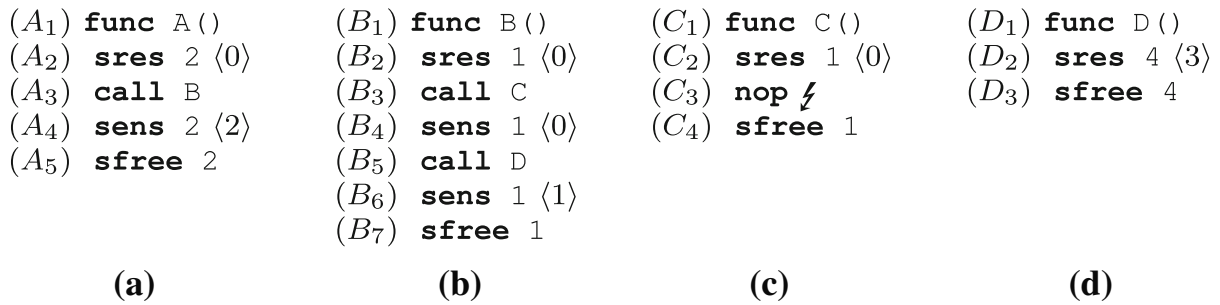 (A1) func A()
(A2) sres 2 ⟨0⟩
(A3) call B
(A4) sens 2 ⟨2⟩
(A5) sfree 2
(a)
(B1) func B()
(B2) sres 1 ⟨0⟩
(B3) call C
(B4) sens 1 ⟨0⟩
(B5) call D
(B6) sens 1 ⟨1⟩
(B7) sfree 1
(b)
(C1) func C()
(C2) sres 1 ⟨0⟩
(C3) nop
(C4) sfree 1
(c)
(D1) func D()
(D2) sres 4 ⟨3⟩
(D3) sfree 4
(d)